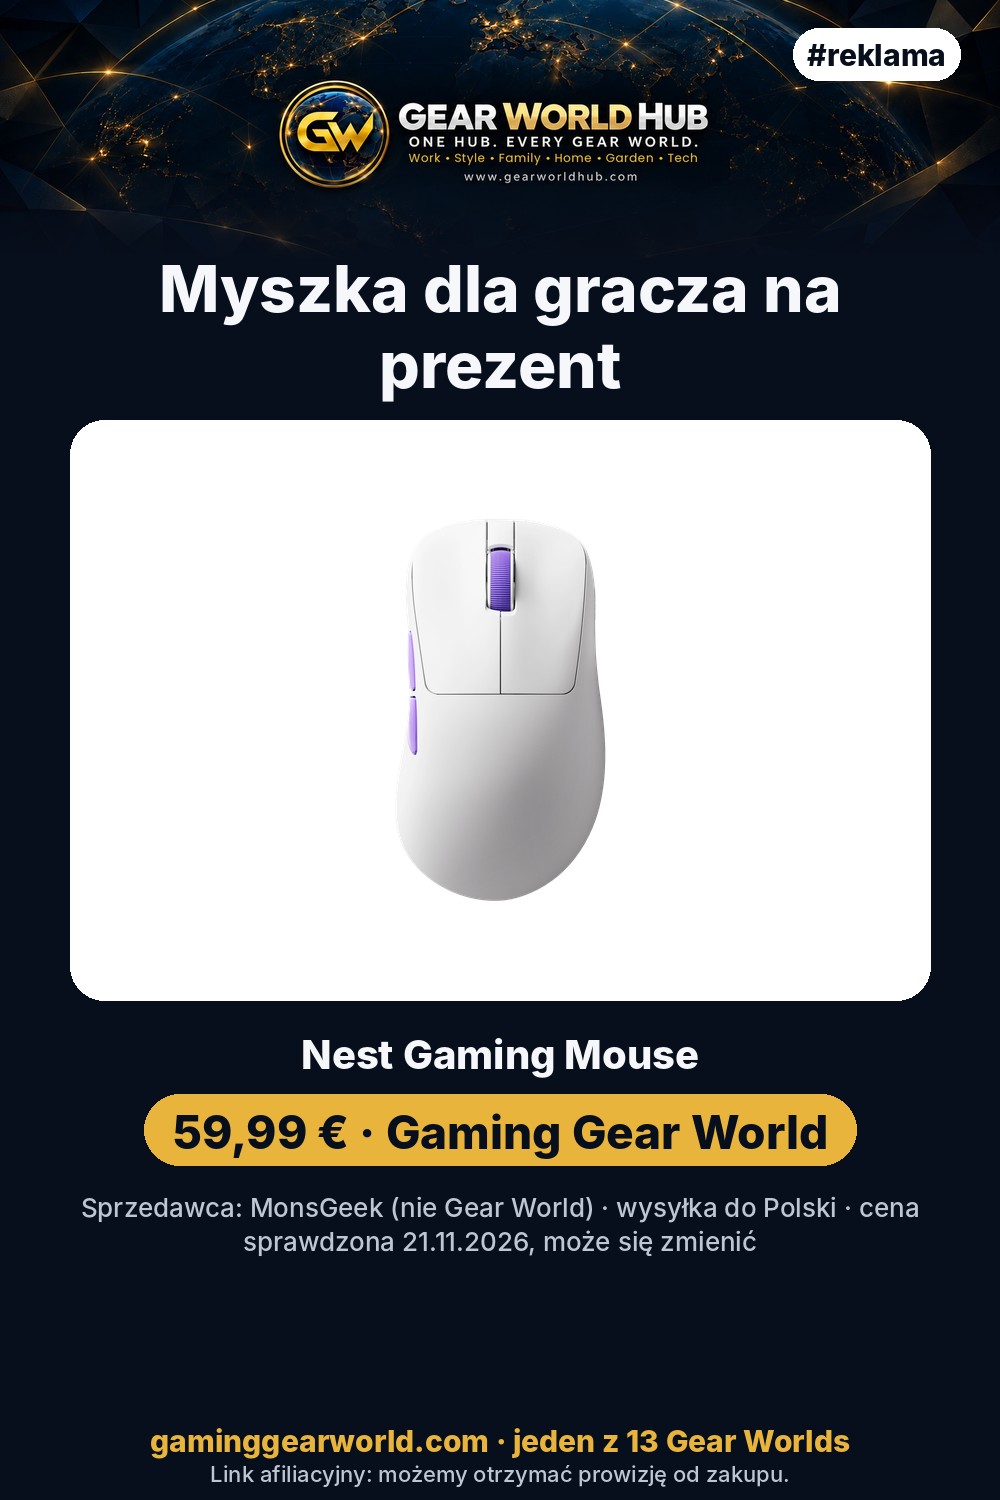 #reklama
GW
GEAR WORLD HUB
ONE HUB. EVERY GEAR WORLD.
Work • Style • Family • Home • Garden • Tech
www.gearworldhub.com
Myszka dla gracza na
prezent
Nest Gaming Mouse
59,99 € · Gaming Gear World
Sprzedawca: MonsGeek (nie Gear World) · wysyłka do Polski · cena
sprawdzona 21.11.2026, może się zmienić
gaminggearworld.com · jeden z 13 Gear Worlds
Link afiliacyjny: możemy otrzymać prowizję od zakupu.